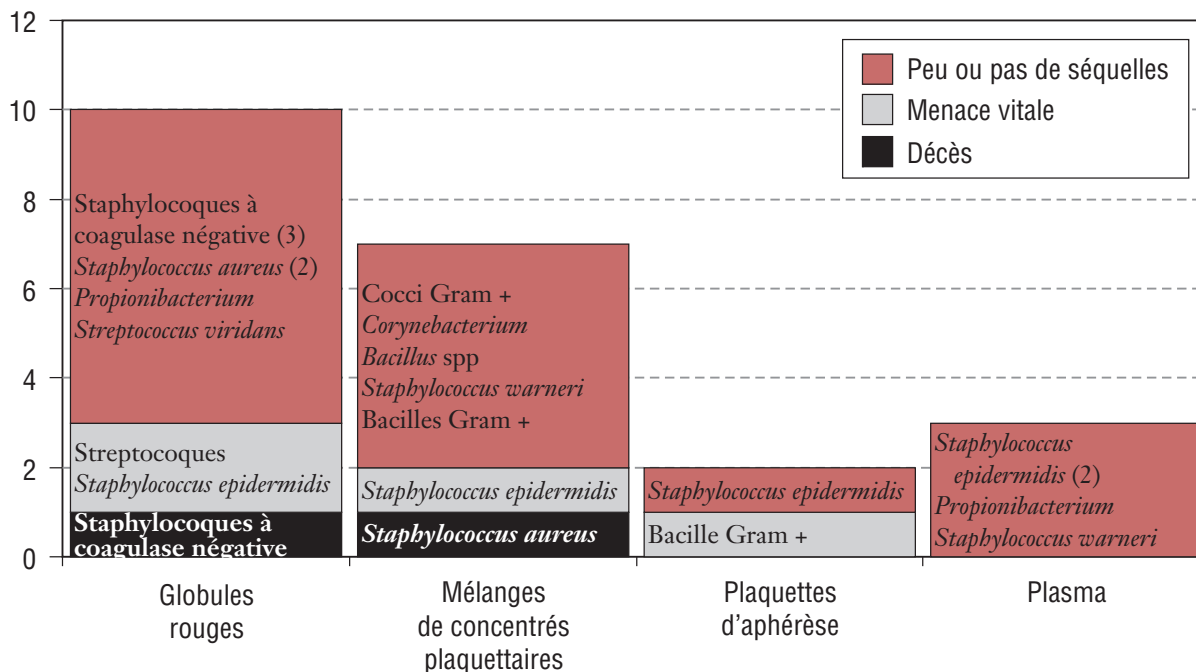 12
10
8
6
4
2
0
Peu ou pas de séquelles
Menace vitale
Décès
Staphylocoques à
coagulase négative (3)
Staphylococcus aureus (2)
Propionibacterium
Streptococcus viridans
Streptocoques
Staphylococcus epidermidis
Staphylocoques à
coagulase négative
Cocci Gram +
Corynebacterium
Bacillus spp
Staphylococcus warneri
Bacilles Gram +
Staphylococcus epidermidis
Staphylococcus aureus
Staphylococcus epidermidis
Bacille Gram +
Staphylococcus
epidermidis (2)
Propionibacterium
Staphylococcus warneri
Globules
rouges
Mélanges
de concentrés
plaquettaires
Plaquettes
d'aphérèse
Plasma